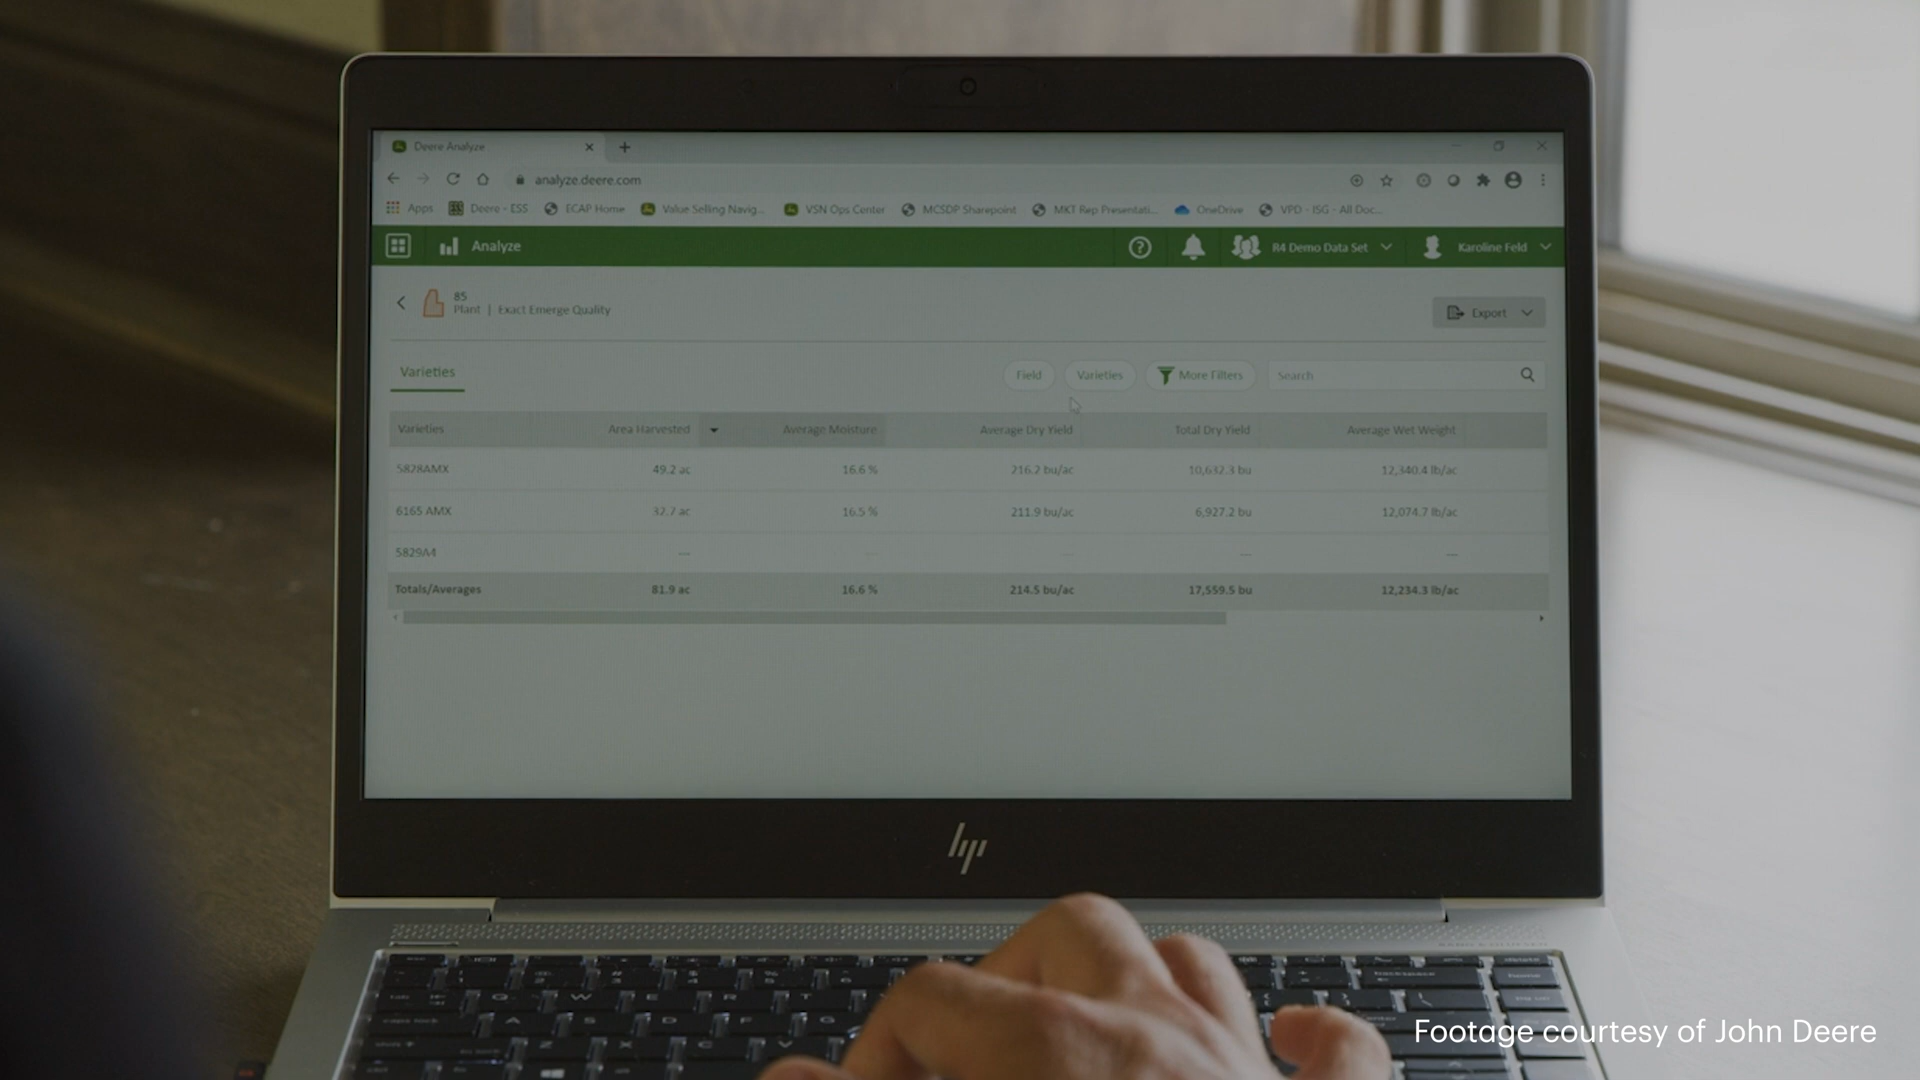 Deere Analyze
analyze.deere.com
Apps Deere - ESS ECAP Home Value Selling Navig... VSN Ops Center MCSDP Sharepoint MKT Rep Presentati... OneDrive VPD - ISG - All Doc...
Analyze R4 Demo Data Set Karoline Feld
85
Plant | Exact Emerge Quality Export
Varieties Field Varieties More Filters Search
Varieties Area Harvested Average Moisture Average Dry Yield Total Dry Yield Average Wet Weight
5828AMX 49.2 ac 16.6 % 216.2 bu/ac 10,632.3 bu 12,340.4 lb/ac
6165 AMX 32.7 ac 16.5 % 211.9 bu/ac 6,927.2 bu 12,074.7 lb/ac
5829A4 --- --- --- --- ---
Totals/Averages 81.9 ac 16.6 % 214.5 bu/ac 17,559.5 bu 12,234.3 lb/ac
hp
backspace home
tab Q W E R T
caps lock A S D F G
Z X C V
Footage courtesy of John Deere